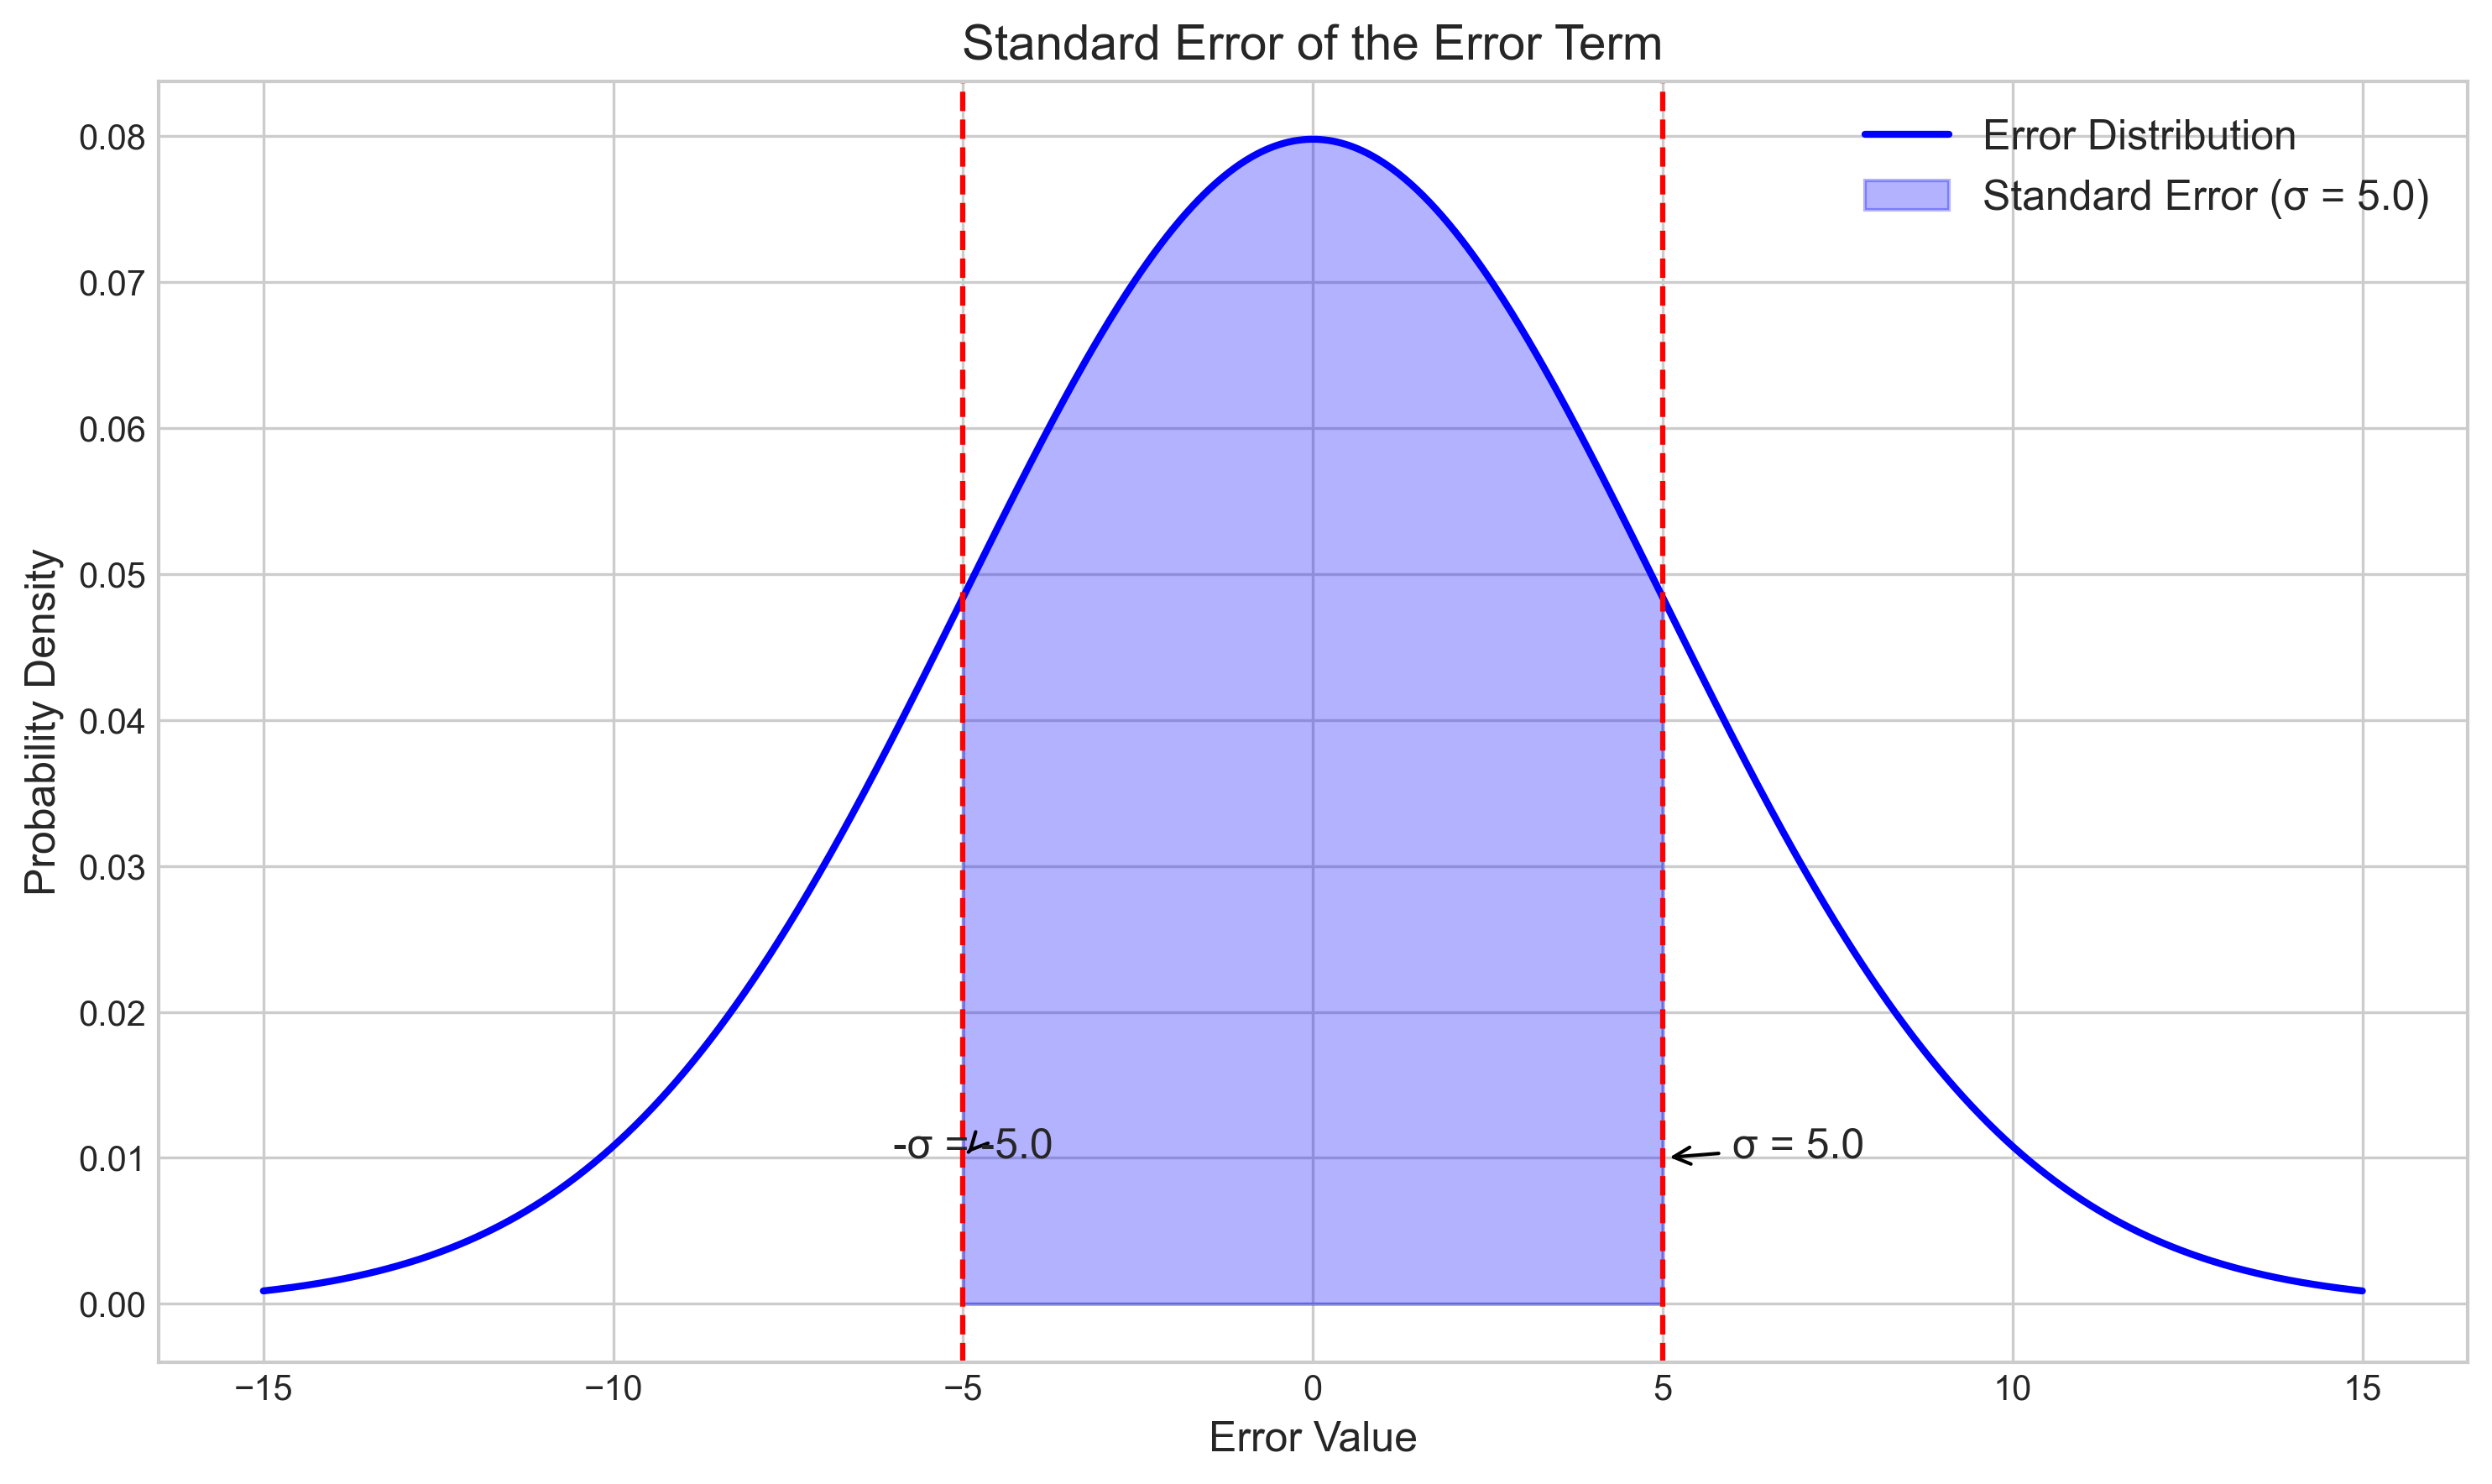 Standard Error of the Error Term
Error Distribution
Standard Error (σ = 5.0)
Probability Density
0.08
0.07
0.06
0.05
0.04
0.03
0.02
0.01
0.00
-σ = -5.0
σ = 5.0
−15
−10
−5
0
5
10
15
Error Value